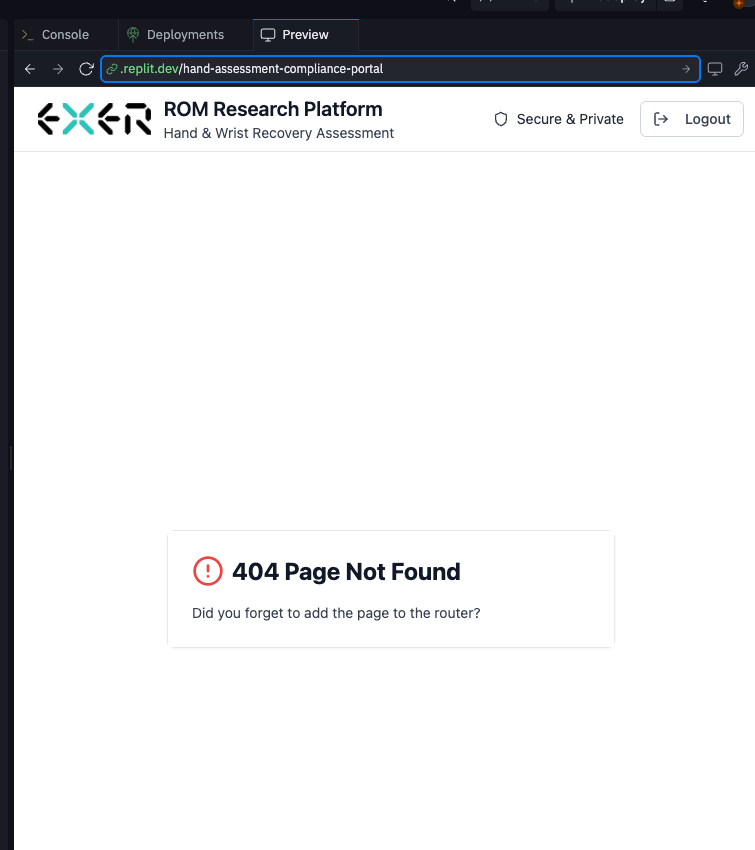 Console
Deployments
Preview
.replit.dev/hand-assessment-compliance-portal
EXER
ROM Research Platform
Hand & Wrist Recovery Assessment
Secure & Private
Logout
404 Page Not Found
Did you forget to add the page to the router?